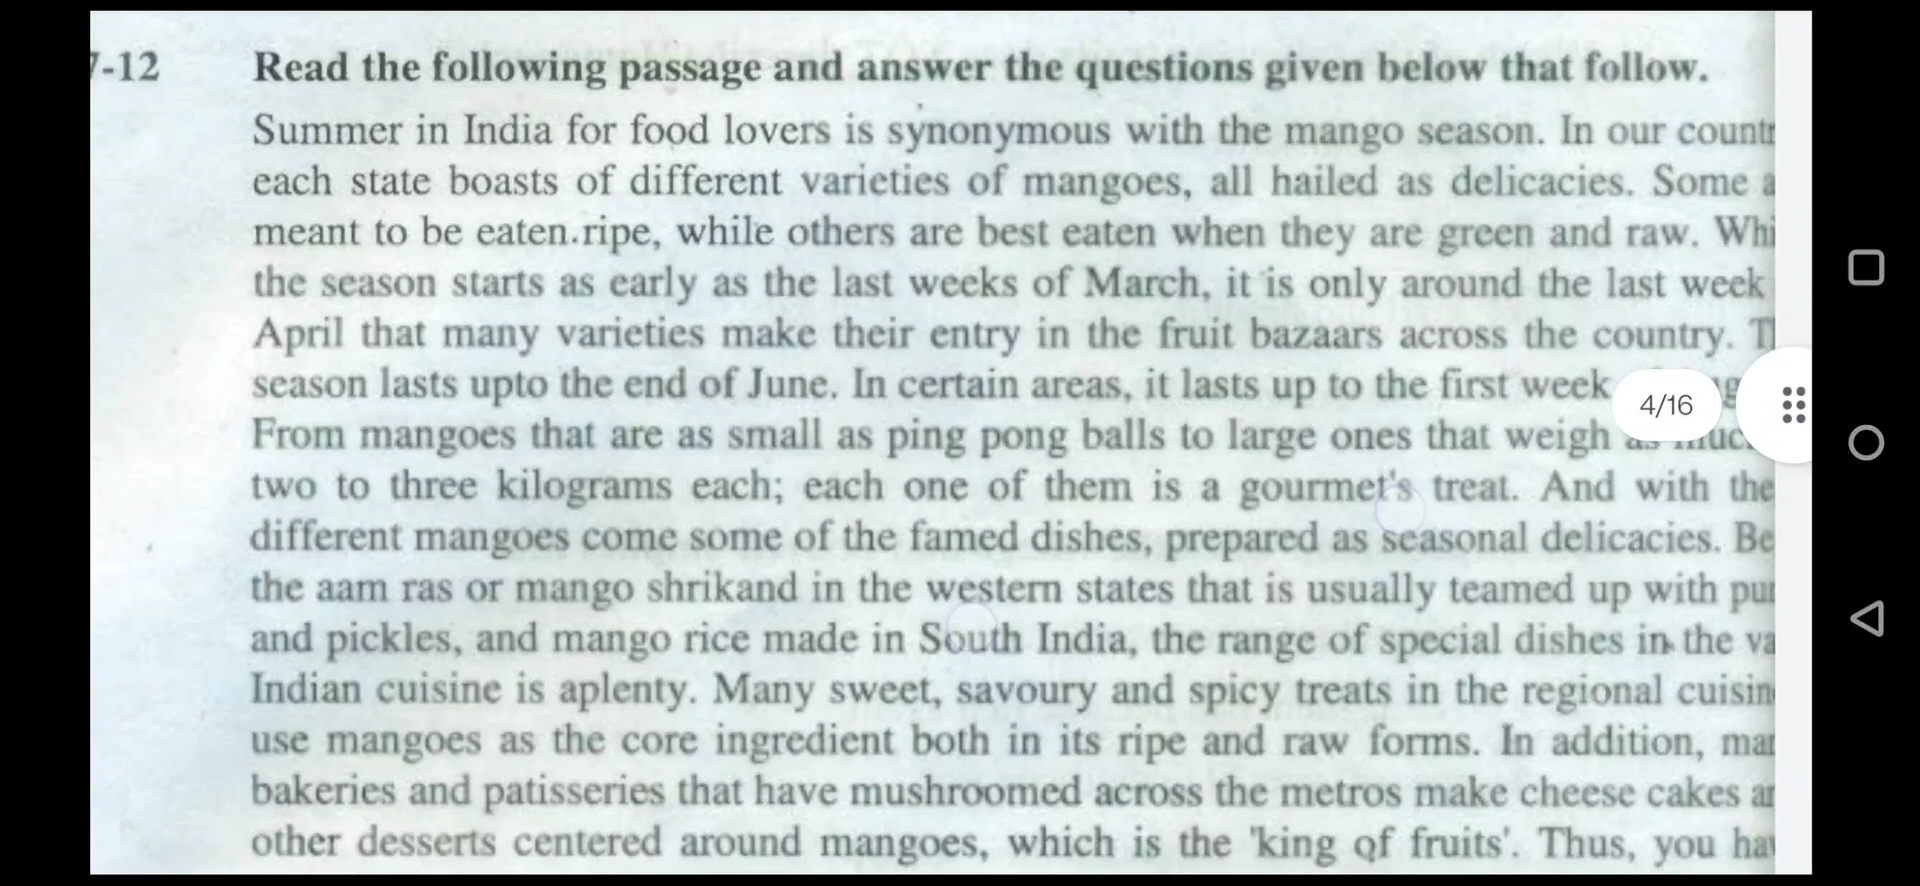 7-12 Read the following passage and answer the questions given below that follow.
Summer in India for food lovers is synonymous with the mango season. In our countr
each state boasts of different varieties of mangoes, all hailed as delicacies. Some a
meant to be eaten.ripe, while others are best eaten when they are green and raw. Whi
the season starts as early as the last weeks of March, it is only around the last week
April that many varieties make their entry in the fruit bazaars across the country. T
season lasts upto the end of June. In certain areas, it lasts up to the first week
4/16
From mangoes that are as small as ping pong balls to large ones that weigh as muc
two to three kilograms each; each one of them is a gourmet's treat. And with the
different mangoes come some of the famed dishes, prepared as seasonal delicacies. Be
the aam ras or mango shrikand in the western states that is usually teamed up with pur
and pickles, and mango rice made in South India, the range of special dishes in the va
Indian cuisine is aplenty. Many sweet, savoury and spicy treats in the regional cuisin
use mangoes as the core ingredient both in its ripe and raw forms. In addition, man
bakeries and patisseries that have mushroomed across the metros make cheese cakes an
other desserts centered around mangoes, which is the 'king of fruits'. Thus, you hav